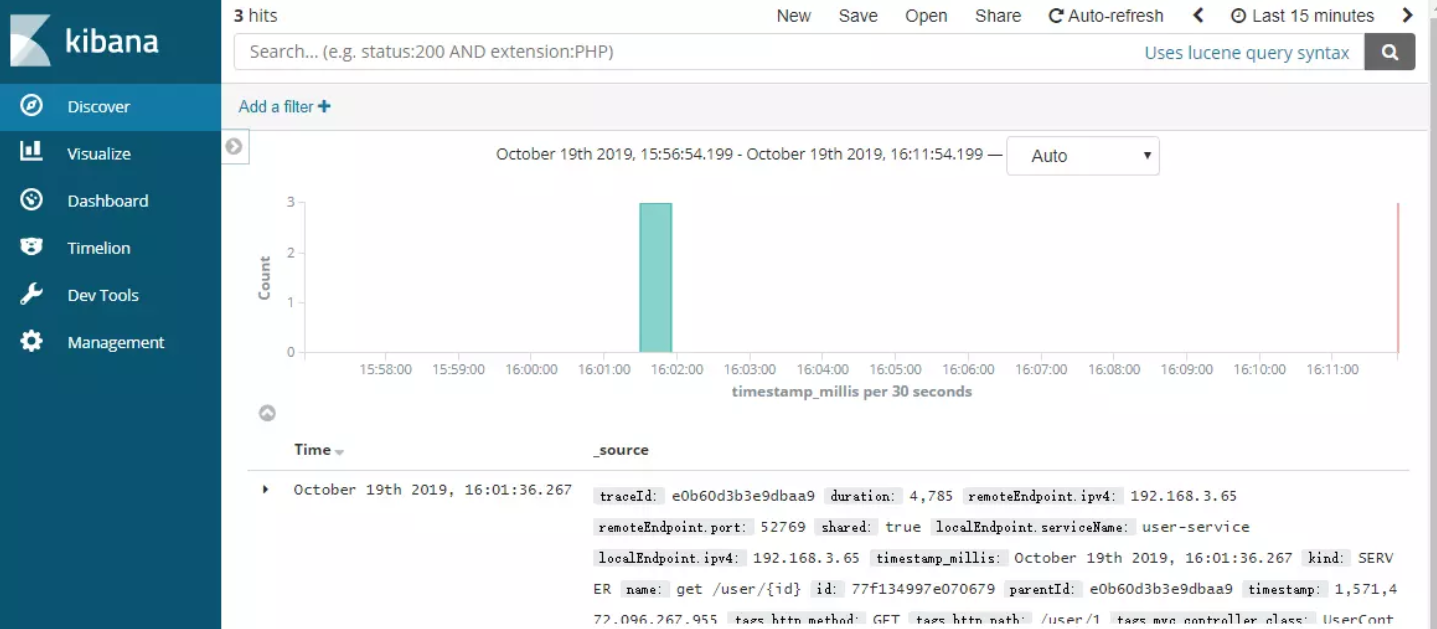 3 hits New Save Open Share Auto-refresh Last 15 minutes
kibana
Search... (e.g. status:200 AND extension:PHP) Uses lucene query syntax
Discover
Add a filter
Visualize
October 19th 2019, 15:56:54.199 - October 19th 2019, 16:11:54.199 — Auto
Dashboard
Timelion
Dev Tools
Management
3
2
1
0
Count
15:58:00 15:59:00 16:00:00 16:01:00 16:02:00 16:03:00 16:04:00 16:05:00 16:06:00 16:07:00 16:08:00 16:09:00 16:10:00 16:11:00
timestamp_millis per 30 seconds
Time _source
October 19th 2019, 16:01:36.267 traceId: e0b60d3b3e9dbaa9 duration: 4,785 remoteEndpoint.ipv4: 192.168.3.65
remoteEndpoint.port: 52769 shared: true localEndpoint.serviceName: user-service
localEndpoint.ipv4: 192.168.3.65 timestamp_millis: October 19th 2019, 16:01:36.267 kind: SERV
ER name: get /user/{id} id: 77f134997e070679 parentId: e0b60d3b3e9dbaa9 timestamp: 1,571,4
72,096,267,955 tags.http.method: GET tags.http.path: /user/1 tags.mvc.controller.class: UserCont